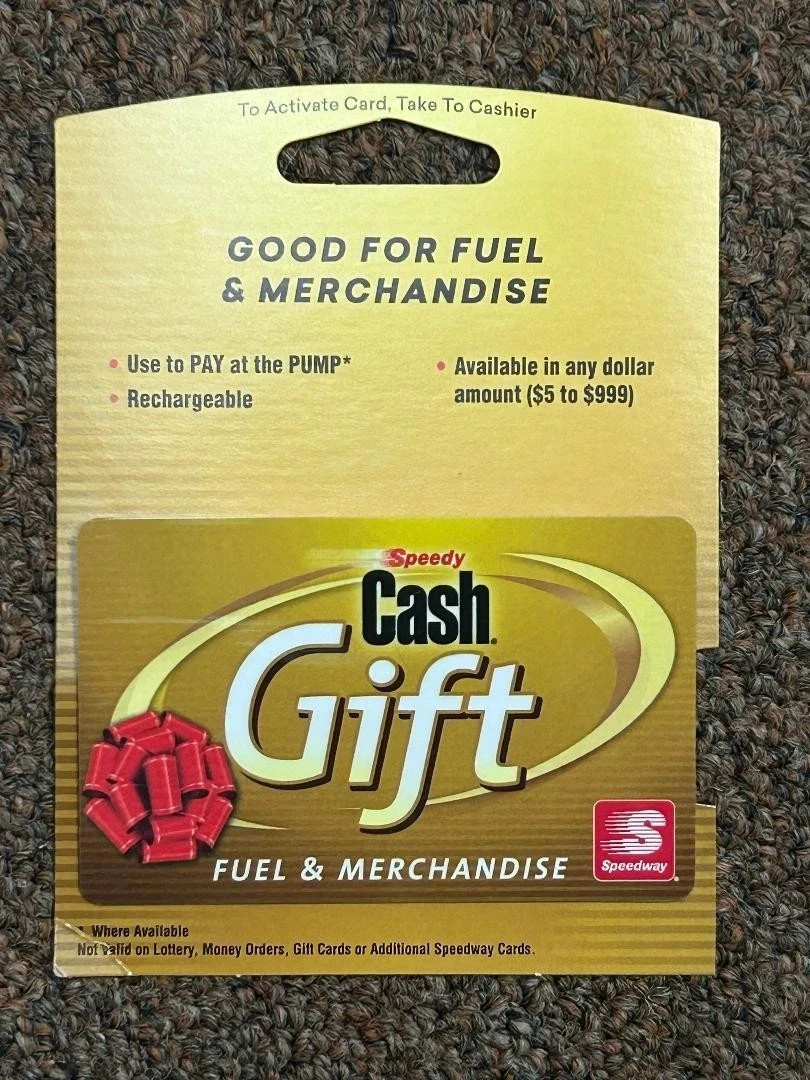 To Activate Card, Take To Cashier
GOOD FOR FUEL
& MERCHANDISE
• Use to PAY at the PUMP*
• Rechargeable
• Available in any dollar
amount ($5 to $999)
Speedy
Cash®
Gift
FUEL & MERCHANDISE
S
Speedway®
* Where Available
Not valid on Lottery, Money Orders, Gift Cards or Additional Speedway Cards.